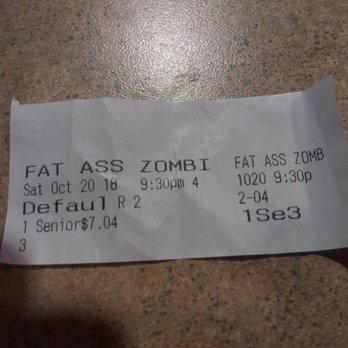 FAT ASS ZOMBI
Sat Oct 20 18 9:30pm 4
Defaul R 2
1 Senior$7.04
3
FAT ASS ZOMB
1020 9:30p
2-04
1Se3